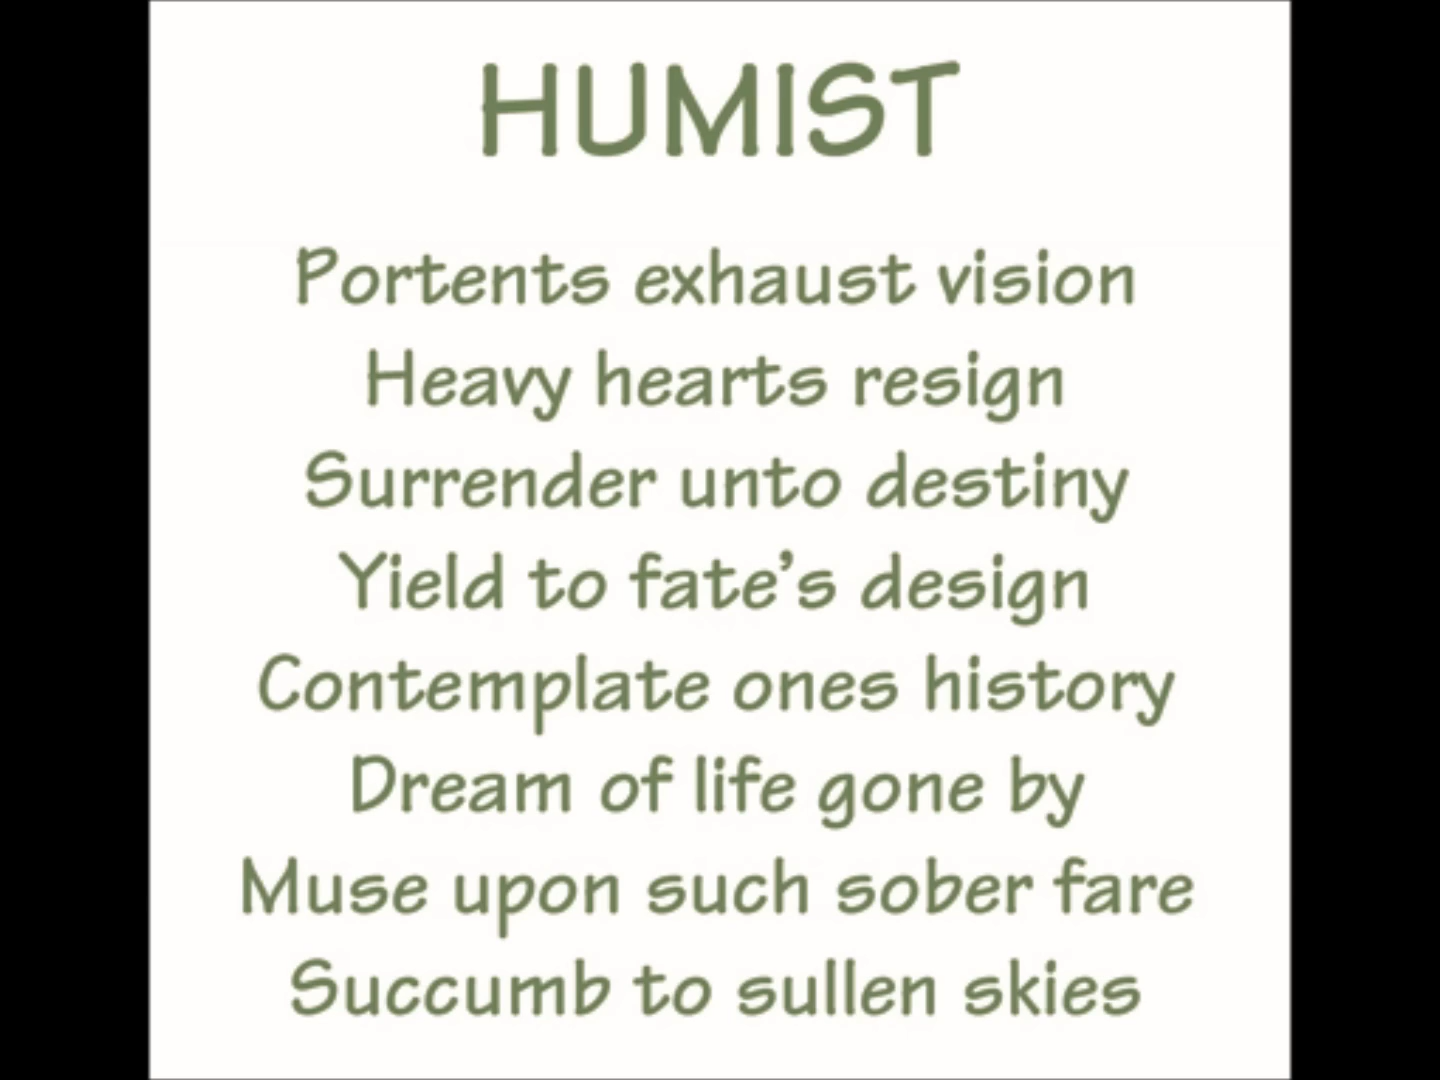 HUMIST
Portents exhaust vision
Heavy hearts resign
Surrender unto destiny
Yield to fate’s design
Contemplate ones history
Dream of life gone by
Muse upon such sober fare
Succumb to sullen skies